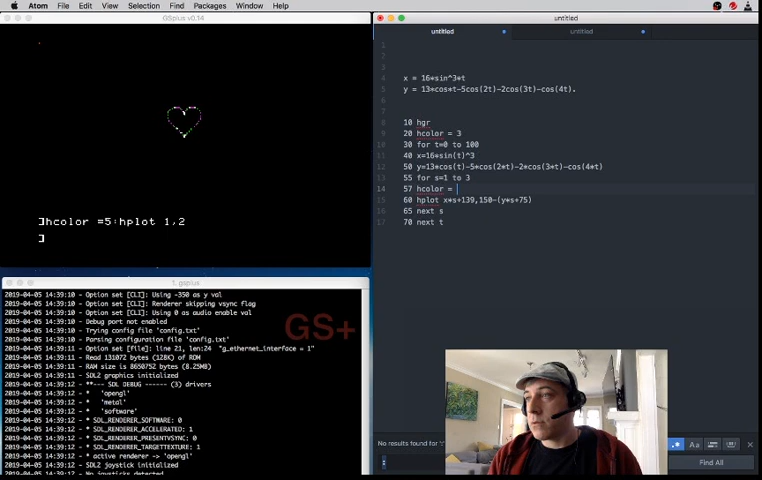 Atom File Edit View Selection Find Packages Window Help
GSplus v0.14
]hcolor =5:hplot 1,2
]
1. gsplus
2019-04-05 14:39:10 - Option set [CLI]: Using -350 as y val
2019-04-05 14:39:10 - Option set [CLI]: Renderer skipping vsync flag
2019-04-05 14:39:10 - Option set [CLI]: Using 0 as audio enable val
2019-04-05 14:39:10 - Debug port not enabled
2019-04-05 14:39:10 - Trying config file 'config.txt'
2019-04-05 14:39:10 - Parsing configuration file 'config.txt'
2019-04-05 14:39:11 - Option set [file]: line 21, len:24 "g_ethernet_interface = 1"
2019-04-05 14:39:11 - Read 131072 bytes (128K) of ROM
2019-04-05 14:39:11 - RAM size is 8650752 bytes (8.25MB)
2019-04-05 14:39:11 - SDL2 graphics initialized
2019-04-05 14:39:12 - **--- SDL DEBUG ------ (3) drivers
2019-04-05 14:39:12 - * 'opengl'
2019-04-05 14:39:12 - * 'metal'
2019-04-05 14:39:12 - * 'software'
2019-04-05 14:39:12 - * SDL_RENDERER_SOFTWARE: 0
2019-04-05 14:39:12 - * SDL_RENDERER_ACCELERATED: 1
2019-04-05 14:39:12 - * SDL_RENDERER_PRESENTVSYNC: 0
2019-04-05 14:39:12 - * SDL_RENDERER_TARGETTEXTURE: 1
2019-04-05 14:39:12 - * active renderer -> 'opengl'
2019-04-05 14:39:12 - SDL2 joystick initialized
2019-04-05 14:39:12 - No joysticks detected
GS+
untitled
untitled
untitled
1
2
3
4 x = 16*sin^3*t
5 y = 13*cos*t-5cos(2t)-2cos(3t)-cos(4t).
6
7
8 10 hgr
9 20 hcolor = 3
10 30 for t=0 to 100
11 40 x=16*sin(t)^3
12 50 y=13*cos(t)-5*cos(2*t)-2*cos(3*t)-cos(4*t)
13 55 for s=1 to 3
14 57 hcolor =
15 60 hplot x*s+139,150-(y*s+75)
16 65 next s
17 70 next t
No results found for
Aa
Find All